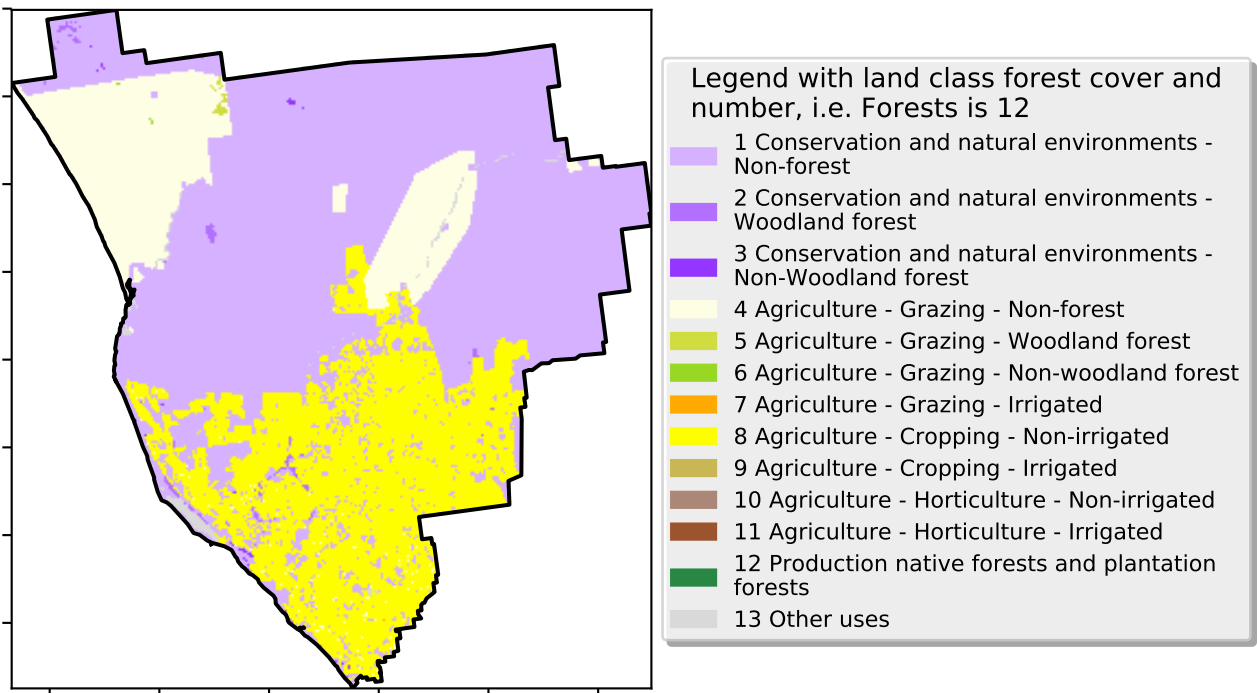 Legend with land class forest cover and
number, i.e. Forests is 12
1 Conservation and natural environments -
Non-forest
2 Conservation and natural environments -
Woodland forest
3 Conservation and natural environments -
Non-Woodland forest
4 Agriculture - Grazing - Non-forest
5 Agriculture - Grazing - Woodland forest
6 Agriculture - Grazing - Non-woodland forest
7 Agriculture - Grazing - Irrigated
8 Agriculture - Cropping - Non-irrigated
9 Agriculture - Cropping - Irrigated
10 Agriculture - Horticulture - Non-irrigated
11 Agriculture - Horticulture - Irrigated
12 Production native forests and plantation
forests
13 Other uses